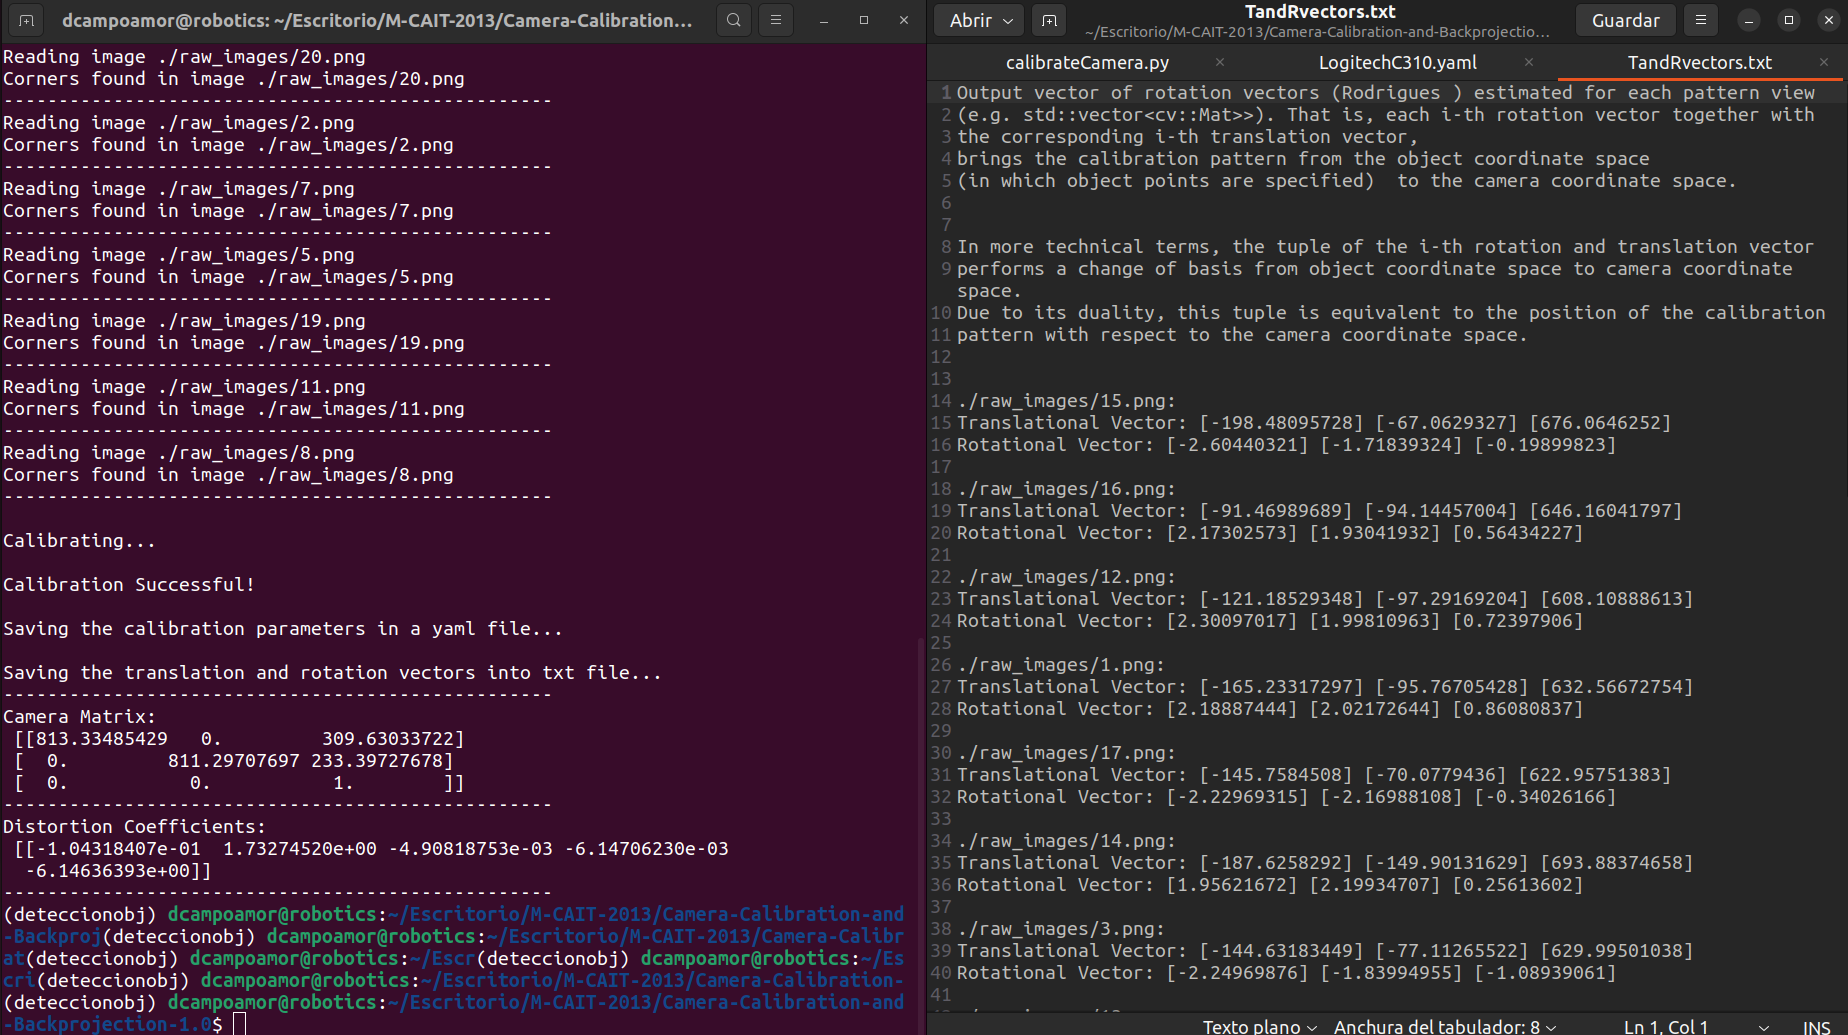 dcampoamor@robotics: ~/Escritorio/M-CAIT-2013/Camera-Calibration...
Reading image ./raw_images/20.png
Corners found in image ./raw_images/20.png
--------------------------------------------------
Reading image ./raw_images/2.png
Corners found in image ./raw_images/2.png
--------------------------------------------------
Reading image ./raw_images/7.png
Corners found in image ./raw_images/7.png
--------------------------------------------------
Reading image ./raw_images/5.png
Corners found in image ./raw_images/5.png
--------------------------------------------------
Reading image ./raw_images/19.png
Corners found in image ./raw_images/19.png
--------------------------------------------------
Reading image ./raw_images/11.png
Corners found in image ./raw_images/11.png
--------------------------------------------------
Reading image ./raw_images/8.png
Corners found in image ./raw_images/8.png
--------------------------------------------------
Calibrating...
Calibration Successful!
Saving the calibration parameters in a yaml file...
Saving the translation and rotation vectors into txt file...
--------------------------------------------------
Camera Matrix:
[[813.33485429   0.         309.63033722]
[  0.         811.29707697 233.39727678]
[  0.           0.           1.        ]]
--------------------------------------------------
Distortion Coefficients:
[[-1.04318407e-01  1.73274520e+00 -4.90818753e-03 -6.14706230e-03
-6.14636393e+00]]
--------------------------------------------------
(deteccionobj) dcampoamor@robotics:~/Escritorio/M-CAIT-2013/Camera-Calibration-and
-Backproj(deteccionobj) dcampoamor@robotics:~/Escritorio/M-CAIT-2013/Camera-Calibr
at(deteccionobj) dcampoamor@robotics:~/Escr(deteccionobj) dcampoamor@robotics:~/Es
cri(deteccionobj) dcampoamor@robotics:~/Escritorio/M-CAIT-2013/Camera-Calibration-
(deteccionobj) dcampoamor@robotics:~/Escritorio/M-CAIT-2013/Camera-Calibration-and
-Backprojection-1.0$
Abrir
TandRvectors.txt
~/Escritorio/M-CAIT-2013/Camera-Calibration-and-Backprojectio...
Guardar
calibrateCamera.py
LogitechC310.yaml
TandRvectors.txt
1 Output vector of rotation vectors (Rodrigues ) estimated for each pattern view
2 (e.g. std::vector<cv::Mat>>). That is, each i-th rotation vector together with
3 the corresponding i-th translation vector,
4 brings the calibration pattern from the object coordinate space
5 (in which object points are specified)  to the camera coordinate space.
6
7
8 In more technical terms, the tuple of the i-th rotation and translation vector
9 performs a change of basis from object coordinate space to camera coordinate
space.
10 Due to its duality, this tuple is equivalent to the position of the calibration
11 pattern with respect to the camera coordinate space.
12
13
14 ./raw_images/15.png:
15 Translational Vector: [-198.48095728] [-67.0629327] [676.0646252]
16 Rotational Vector: [-2.60440321] [-1.71839324] [-0.19899823]
17
18 ./raw_images/16.png:
19 Translational Vector: [-91.46989689] [-94.14457004] [646.16041797]
20 Rotational Vector: [2.17302573] [1.93041932] [0.56434227]
21
22 ./raw_images/12.png:
23 Translational Vector: [-121.18529348] [-97.29169204] [608.10888613]
24 Rotational Vector: [2.30097017] [1.99810963] [0.72397906]
25
26 ./raw_images/1.png:
27 Translational Vector: [-165.23317297] [-95.76705428] [632.56672754]
28 Rotational Vector: [2.18887444] [2.02172644] [0.86080837]
29
30 ./raw_images/17.png:
31 Translational Vector: [-145.7584508] [-70.0779436] [622.95751383]
32 Rotational Vector: [-2.22969315] [-2.16988108] [-0.34026166]
33
34 ./raw_images/14.png:
35 Translational Vector: [-187.6258292] [-149.90131629] [693.88374658]
36 Rotational Vector: [1.95621672] [2.19934707] [0.25613602]
37
38 ./raw_images/3.png:
39 Translational Vector: [-144.63183449] [-77.11265522] [629.99501038]
40 Rotational Vector: [-2.24969876] [-1.83994955] [-1.08939061]
41
Texto plano
Anchura del tabulador: 8
Ln 1, Col 1
INS